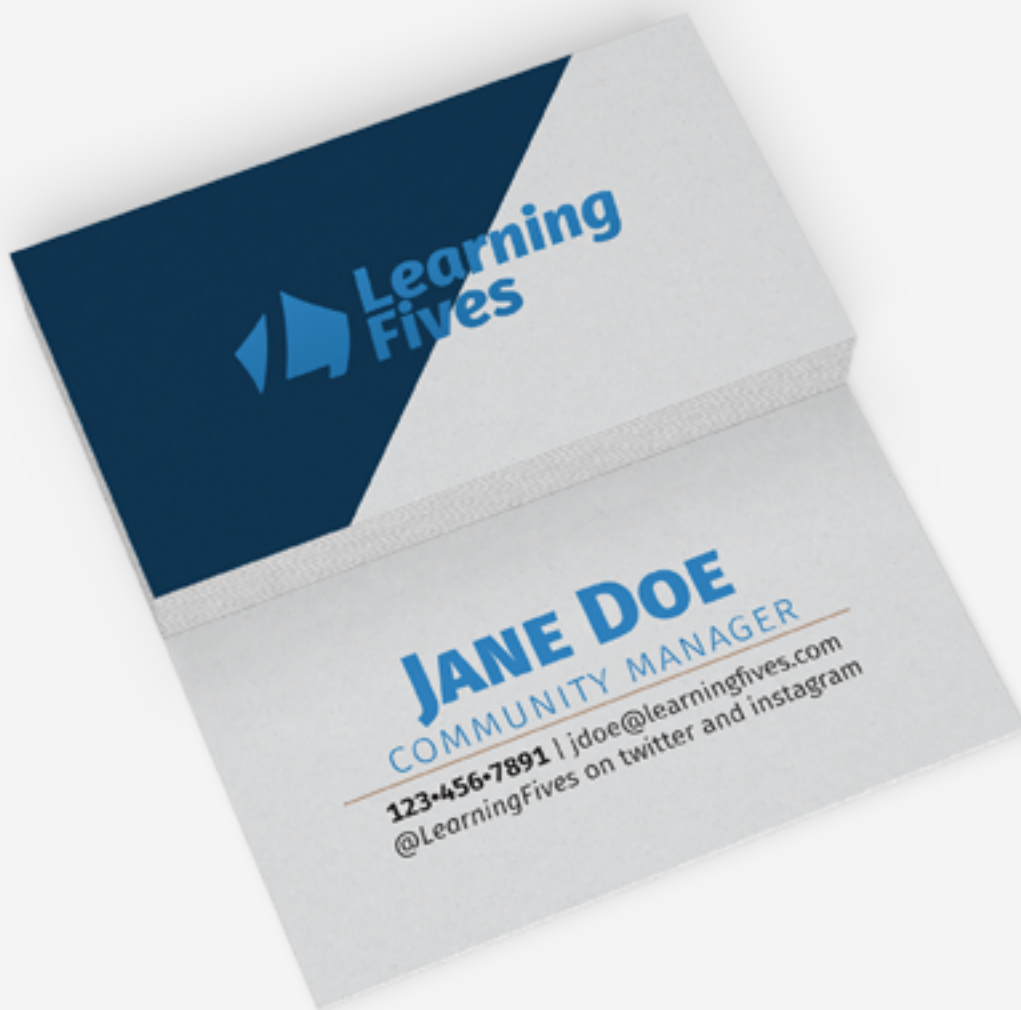 Learning
Fives
JANE DOE
COMMUNITY MANAGER
123•456•7891 | jdoe@learningfives.com
@LearningFives on twitter and instagram